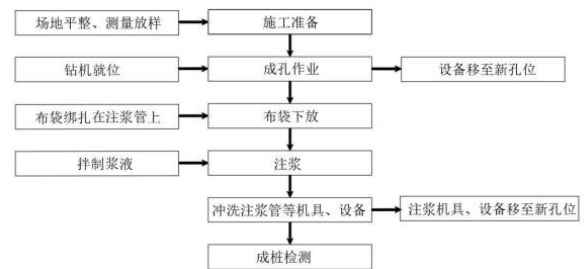 场地平整、测量放样
施工准备
钻机就位
成孔作业
设备移至新孔位
布袋绑扎在注浆管上
布袋下放
拌制浆液
注浆
冲洗注浆管等机具、设备
注浆机具、设备移至新孔位
成桩检测